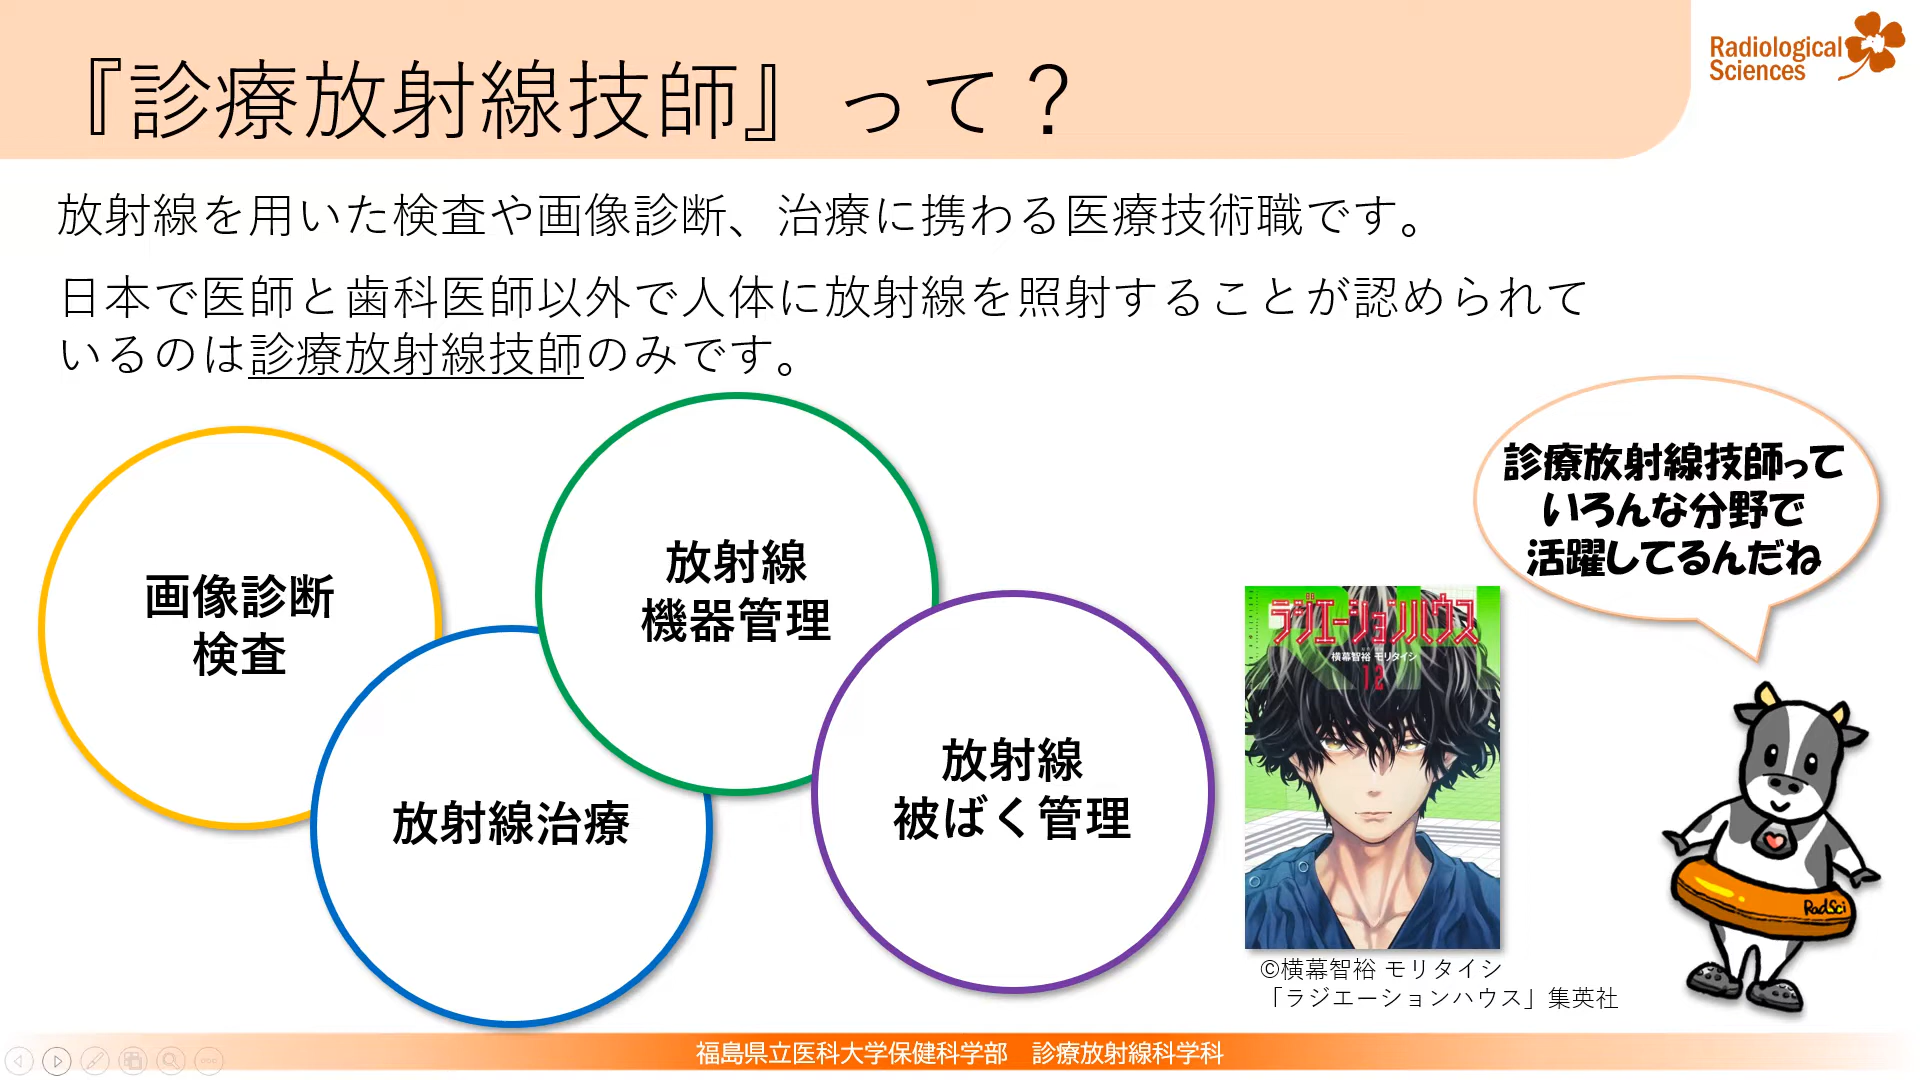 『診療放射線技師』って？
Radiological
Sciences
放射線を用いた検査や画像診断、治療に携わる医療技術職です。
日本で医師と歯科医師以外で人体に放射線を照射することが認められて
いるのは診療放射線技師のみです。
画像診断
検査
放射線治療
放射線
機器管理
放射線
被ばく管理
診療放射線技師って
いろんな分野で
活躍してるんだね
ラジエーションハウス
横幕智裕 モリタイシ
12
RadSci
©横幕智裕 モリタイシ
「ラジエーションハウス」集英社
福島県立医科大学保健科学部　診療放射線科学科